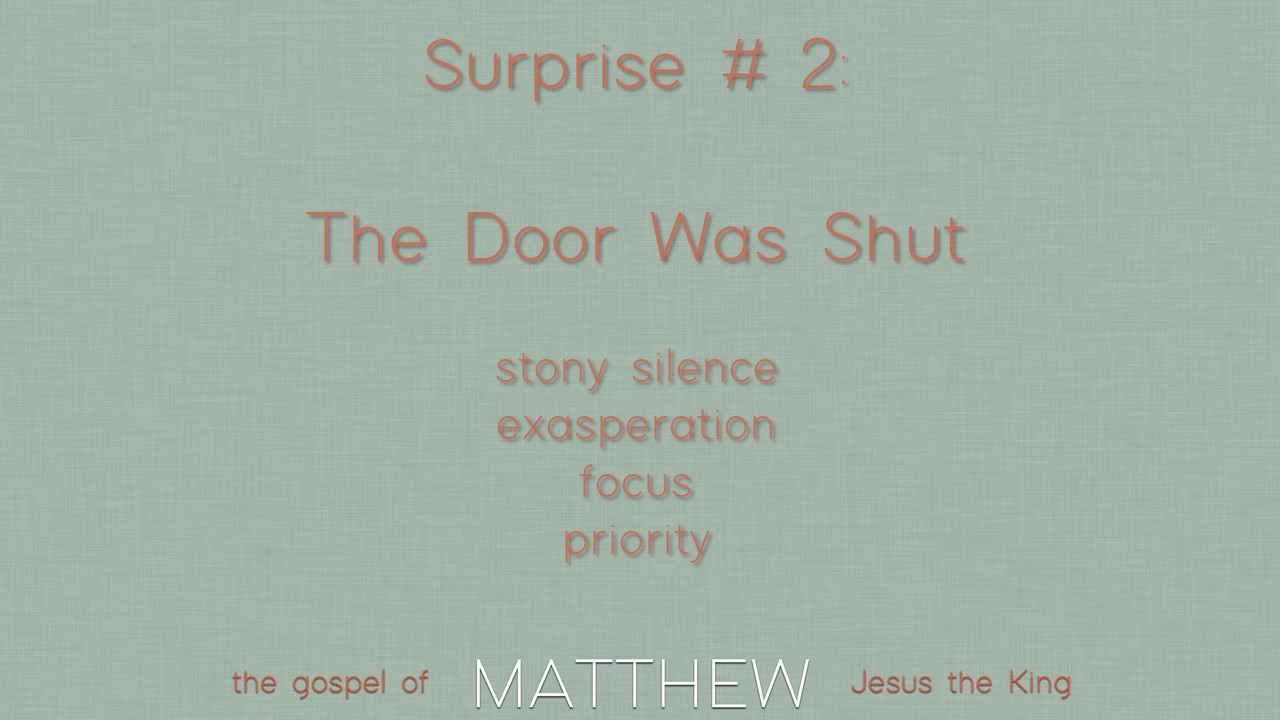 Surprise # 2:
The Door Was Shut
stony silence
exasperation
focus
priority
the gospel of MATTHEW Jesus the King